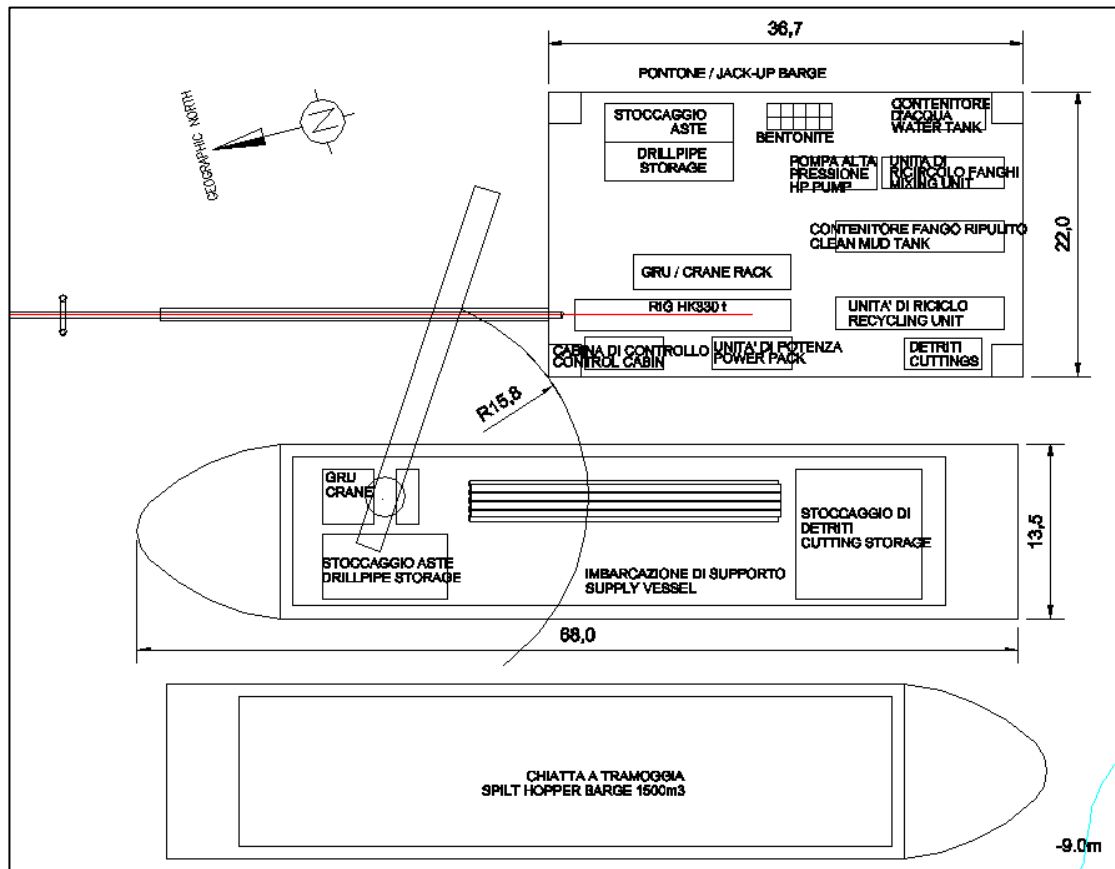 36,7
PONTONE / JACK-UP BARGE
GEOGRAPHIC NORTH
N
STOCCAGGIO
ASTE
DRILLPIPE
STORAGE
BENTONITE
CONTENITORE
D'ACQUA
WATER TANK
POMPA ALTA
PRESSIONE
HP PUMP
UNITA DI
RICIRCOLO FANGHI
MIXING UNIT
CONTENITORE FANGO RIPULITO
CLEAN MUD TANK
22,0
GRU / CRANE RACK
RIG HK330 t
UNITA' DI RICICLO
RECYCLING UNIT
CABINA DI CONTROLLO
CONTROL CABIN
UNITA' DI POTENZA
POWER PACK
DETRITI
CUTTINGS
R15,8
GRU
CRANE
STOCCAGGIO ASTE
DRILLPIPE STORAGE
STOCCAGGIO DI
DETRITI
CUTTING STORAGE
IMBARCAZIONE DI SUPPORTO
SUPPLY VESSEL
13,5
68,0
CHIATTA A TRAMOGGIA
SPILT HOPPER BARGE 1500m3
-9.0m